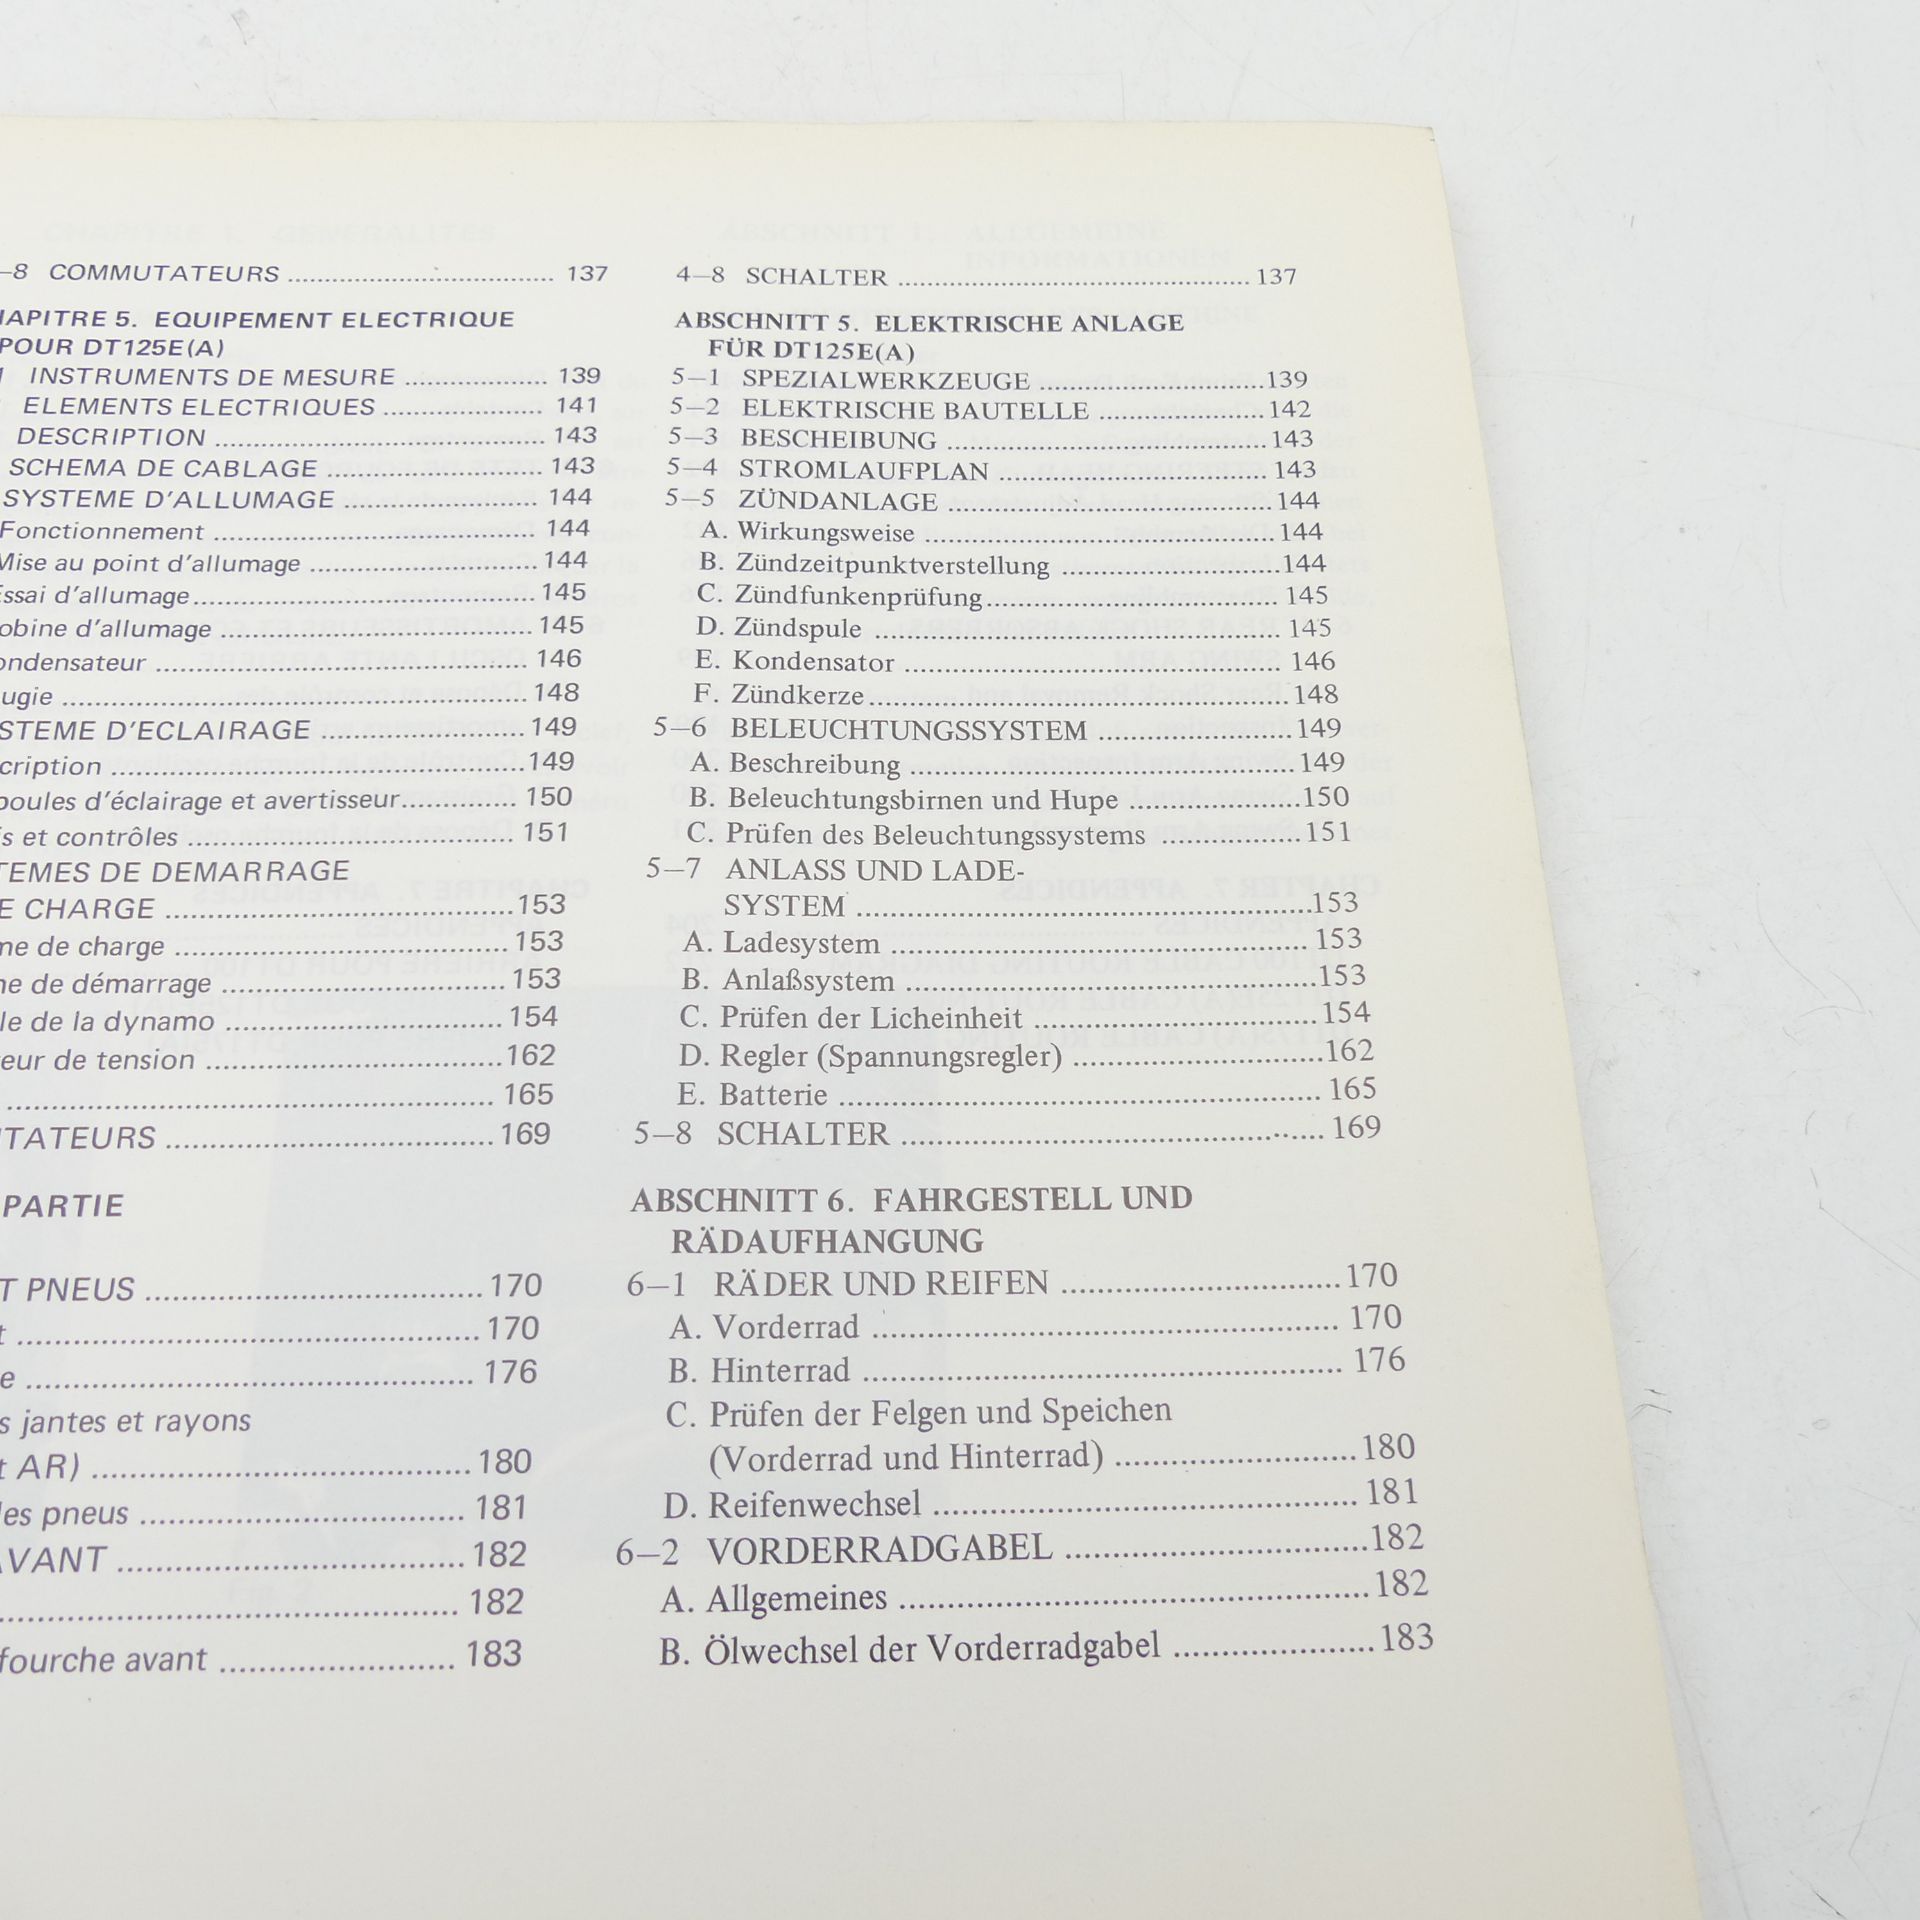 –8 COMMUTATEURS 137
APITRE 5. EQUIPEMENT ELECTRIQUE
POUR DT125E(A)
INSTRUMENTS DE MESURE 139
ELEMENTS ELECTRIQUES 141
DESCRIPTION 143
SCHEMA DE CABLAGE 143
SYSTEME D'ALLUMAGE 144
Fonctionnement 144
Mise au point d'allumage 144
Essai d'allumage 145
obine d'allumage 145
ondensateur 146
ugie 148
STEME D'ECLAIRAGE 149
cription 149
poules d'éclairage et avertisseur 150
is et contrôles 151
TEMES DE DEMARRAGE
E CHARGE 153
me de charge 153
ne de démarrage 153
le de la dynamo 154
eur de tension 162
165
TATEURS 169
PARTIE
T PNEUS 170
t 170
e 176
s jantes et rayons
t AR) 180
les pneus 181
AVANT 182
182
fourche avant 183
4–8 SCHALTER 137
ABSCHNITT 5. ELEKTRISCHE ANLAGE
FÜR DT125E(A)
5–1 SPEZIALWERKZEUGE 139
5–2 ELEKTRISCHE BAUTELLE 142
5–3 BESCHEIBUNG 143
5–4 STROMLAUFPLAN 143
5–5 ZÜNDANLAGE 144
A. Wirkungsweise 144
B. Zündzeitpunktverstellung 144
C. Zündfunkenprüfung 145
D. Zündspule 145
E. Kondensator 146
F. Zündkerze 148
5–6 BELEUCHTUNGSSYSTEM 149
A. Beschreibung 149
B. Beleuchtungsbirnen und Hupe 150
C. Prüfen des Beleuchtungssystems 151
5–7 ANLASS UND LADE-
SYSTEM 153
A. Ladesystem 153
B. Anlaßsystem 153
C. Prüfen der Licheinheit 154
D. Regler (Spannungsregler) 162
E. Batterie 165
5–8 SCHALTER 169
ABSCHNITT 6. FAHRGESTELL UND
RÄDAUFHANGUNG
6–1 RÄDER UND REIFEN 170
A. Vorderrad 170
B. Hinterrad 176
C. Prüfen der Felgen und Speichen
(Vorderrad und Hinterrad) 180
D. Reifenwechsel 181
6–2 VORDERRADGABEL 182
A. Allgemeines 182
B. Ölwechsel der Vorderradgabel 183